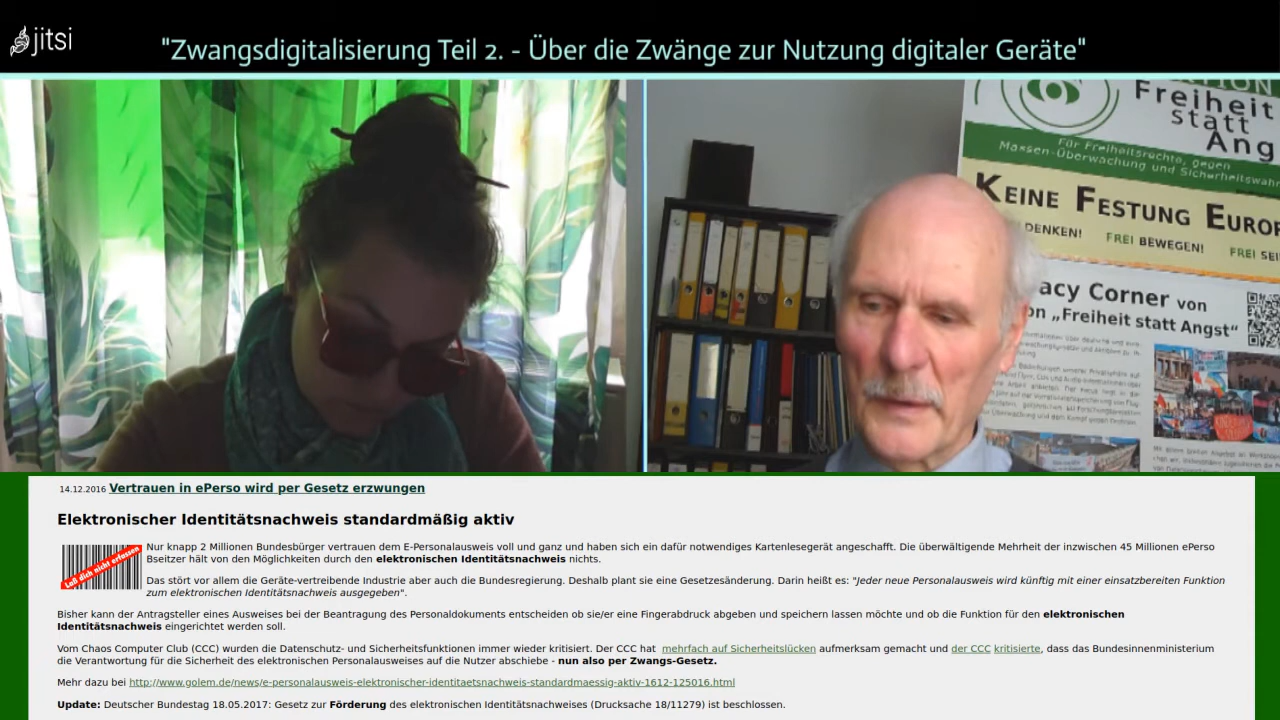 jitsi
"Zwangsdigitalisierung Teil 2. - Über die Zwänge zur Nutzung digitaler Geräte"
Freiheit
statt
Ang
Für Freiheitsrechte, gegen
Massen-Überwachung und Sicherheitswahn
KEINE FESTUNG EUROP
DENKEN! FREI BEWEGEN! FREI SEI
acy Corner von
on „Freiheit statt Angst“
14.12.2016 Vertrauen in ePerso wird per Gesetz erzwungen
Elektronischer Identitätsnachweis standardmäßig aktiv
Laß dich nicht erfassen
Nur knapp 2 Millionen Bundesbürger vertrauen dem E-Personalausweis voll und ganz und haben sich ein dafür notwendiges Kartenlesegerät angeschafft. Die überwältigende Mehrheit der inzwischen 45 Millionen ePerso
Bseitzer hält von den Möglichkeiten durch den elektronischen Identitätsnachweis nichts.
Das stört vor allem die Geräte-vertreibende Industrie aber auch die Bundesregierung. Deshalb plant sie eine Gesetzesänderung. Darin heißt es: "Jeder neue Personalausweis wird künftig mit einer einsatzbereiten Funktion
zum elektronischen Identitätsnachweis ausgegeben".
Bisher kann der Antragsteller eines Ausweises bei der Beantragung des Personaldokuments entscheiden ob sie/er eine Fingerabdruck abgeben und speichern lassen möchte und ob die Funktion für den elektronischen
Identitätsnachweis eingerichtet werden soll.
Vom Chaos Computer Club (CCC) wurden die Datenschutz- und Sicherheitsfunktionen immer wieder kritisiert. Der CCC hat mehrfach auf Sicherheitslücken aufmerksam gemacht und der CCC kritisierte, dass das Bundesinnenministerium
die Verantwortung für die Sicherheit des elektronischen Personalausweises auf die Nutzer abschiebe - nun also per Zwangs-Gesetz.
Mehr dazu bei http://www.golem.de/news/e-personalausweis-elektronischer-identitaetsnachweis-standardmaessig-aktiv-1612-125016.html
Update: Deutscher Bundestag 18.05.2017: Gesetz zur Förderung des elektronischen Identitätsnachweises (Drucksache 18/11279) ist beschlossen.